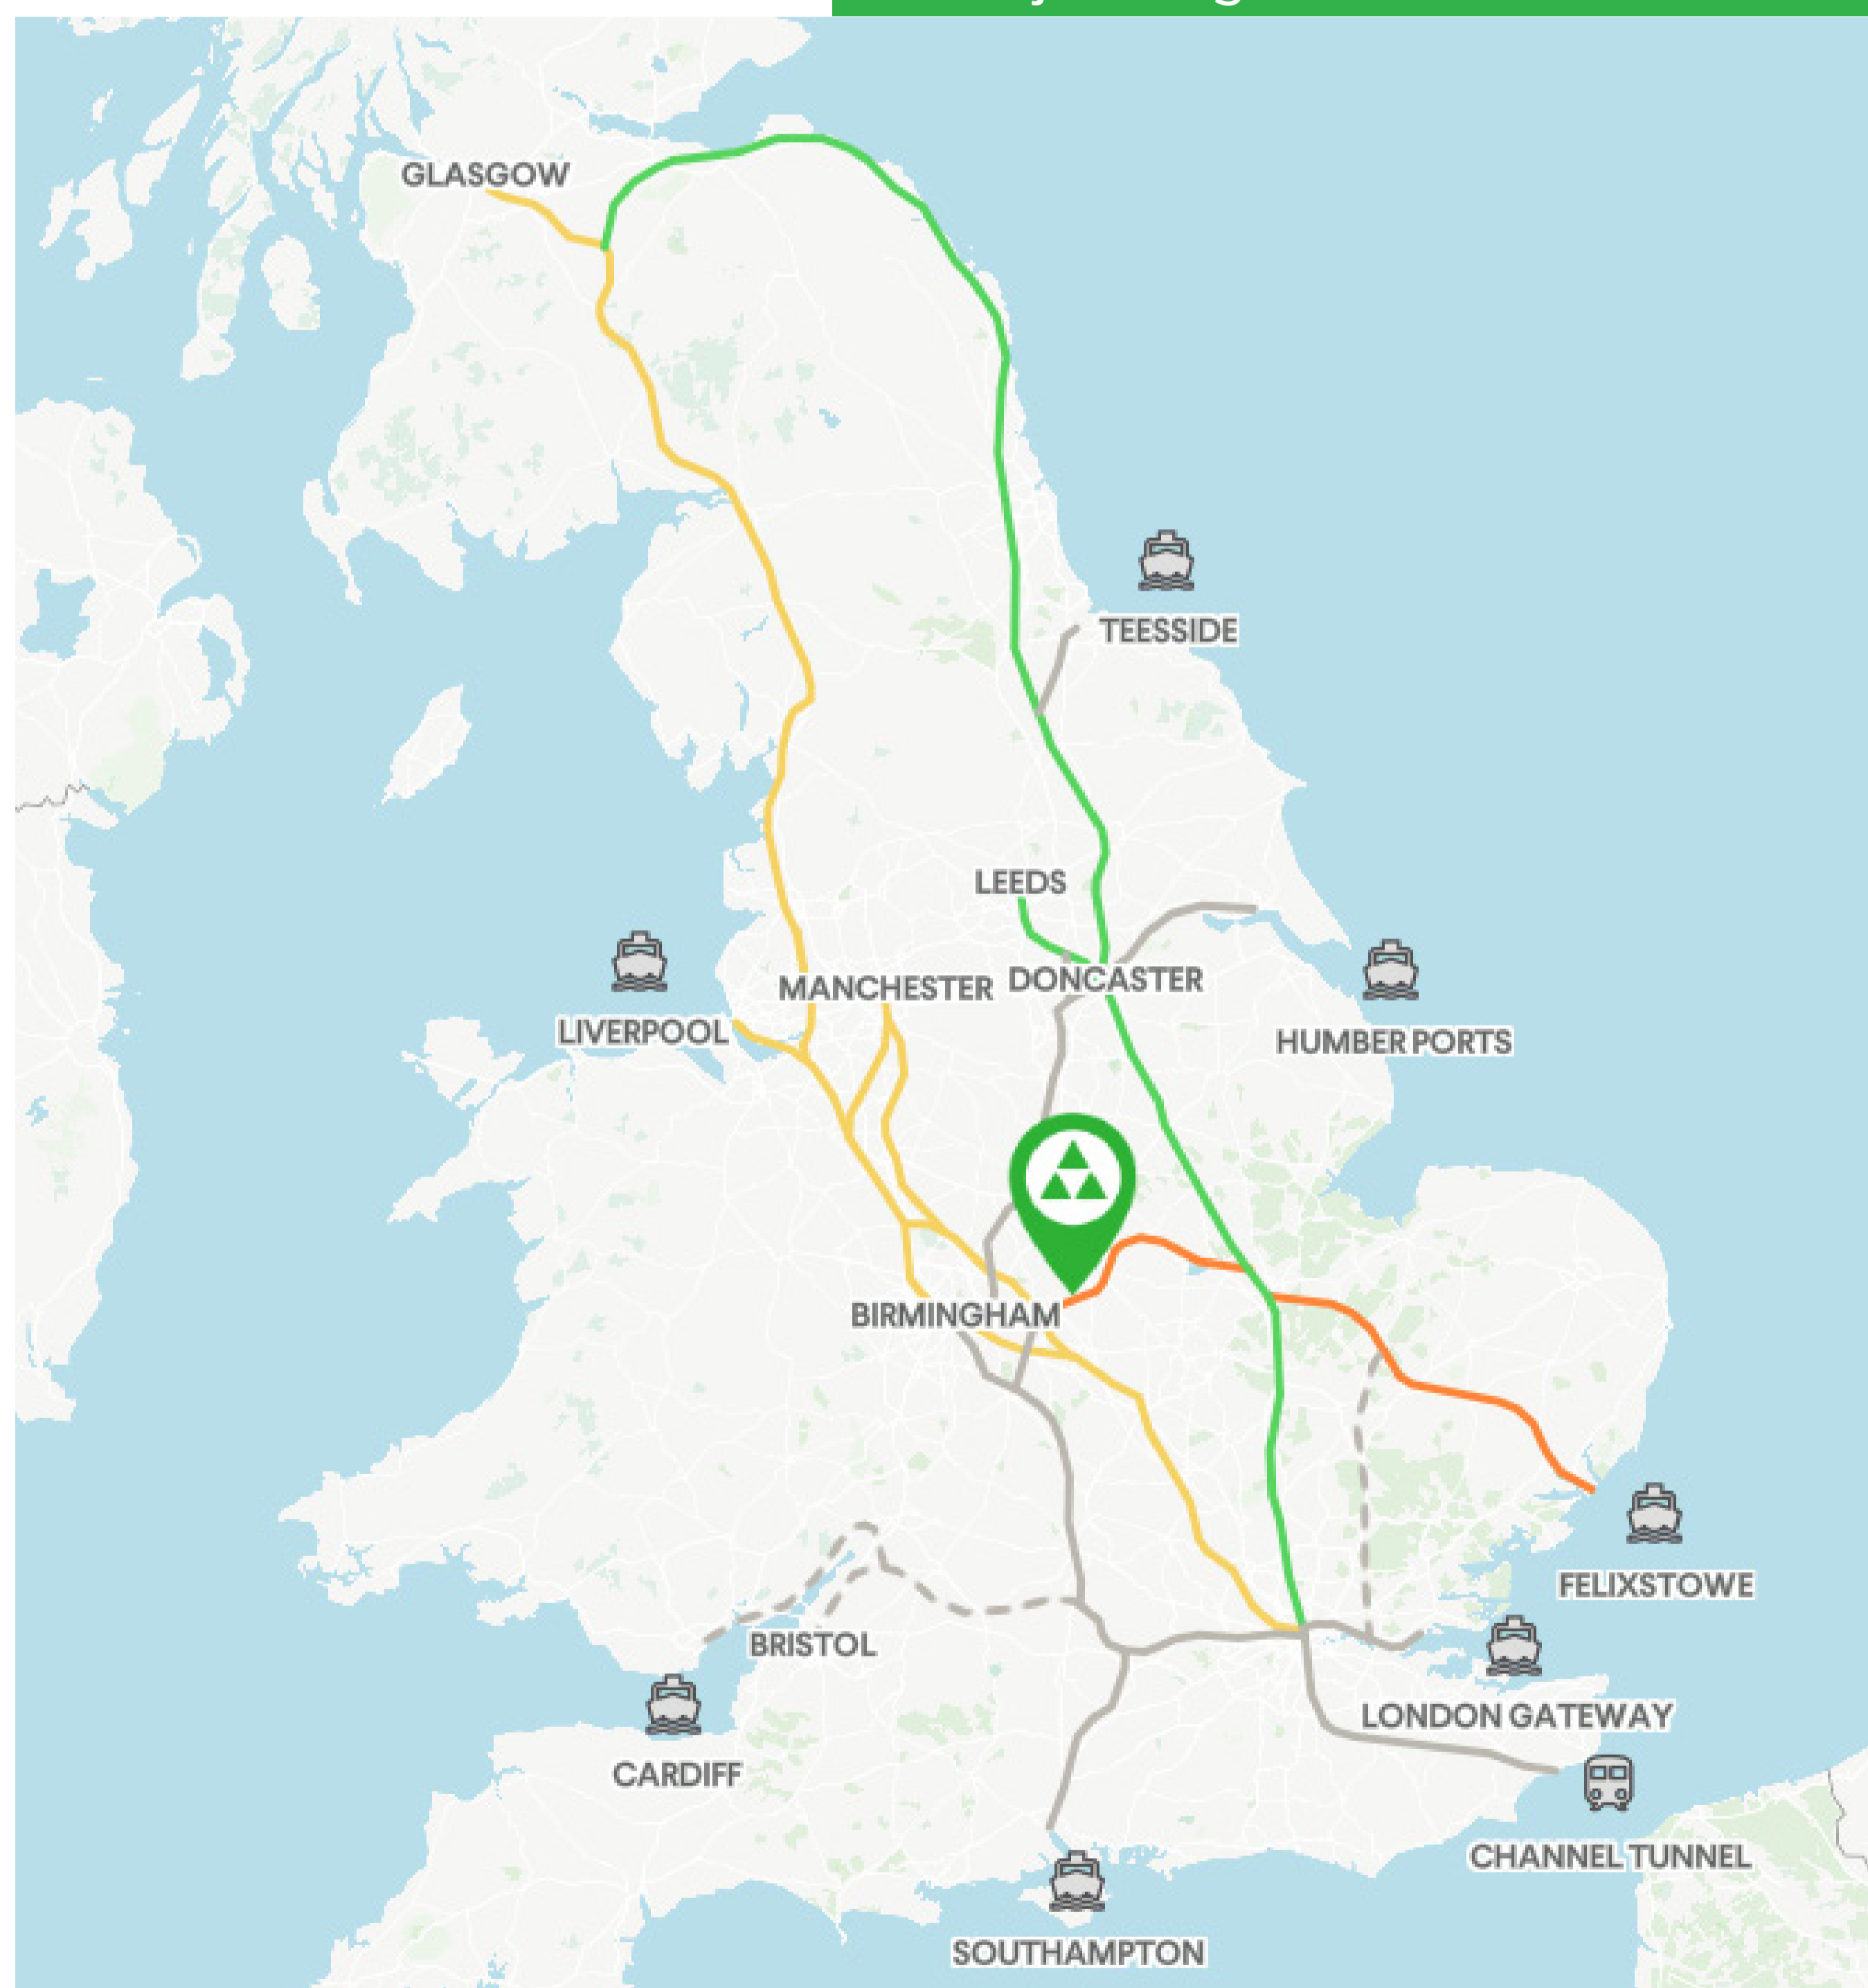 GLASGOW
TEESSIDE
LEEDS
MANCHESTER
DONCASTER
LIVERPOOL
HUMBER PORTS
BIRMINGHAM
FELIXSTOWE
BRISTOL
LONDON GATEWAY
CARDIFF
CHANNEL TUNNEL
SOUTHAMPTON